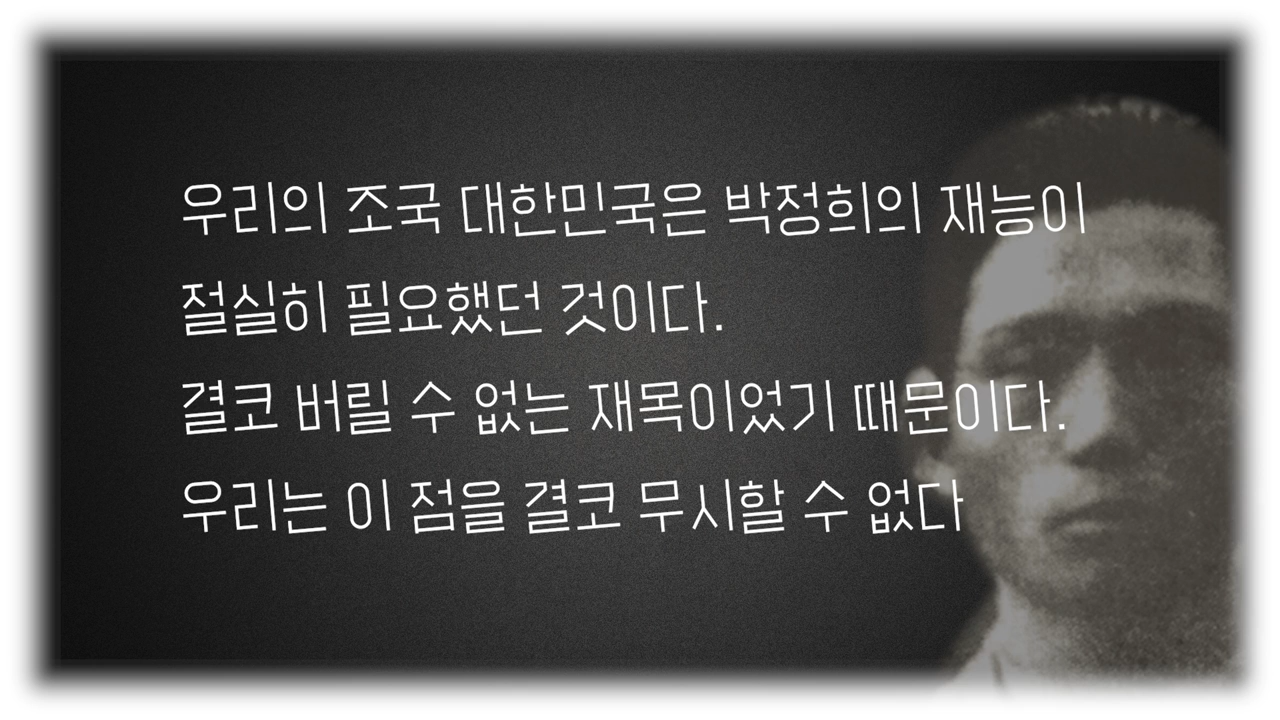 우리의 조국 대한민국은 박정희의 재능이
절실히 필요했던 것이다.
결코 버릴 수 없는 재목이었기 때문이다.
우리는 이 점을 결코 무시할 수 없다